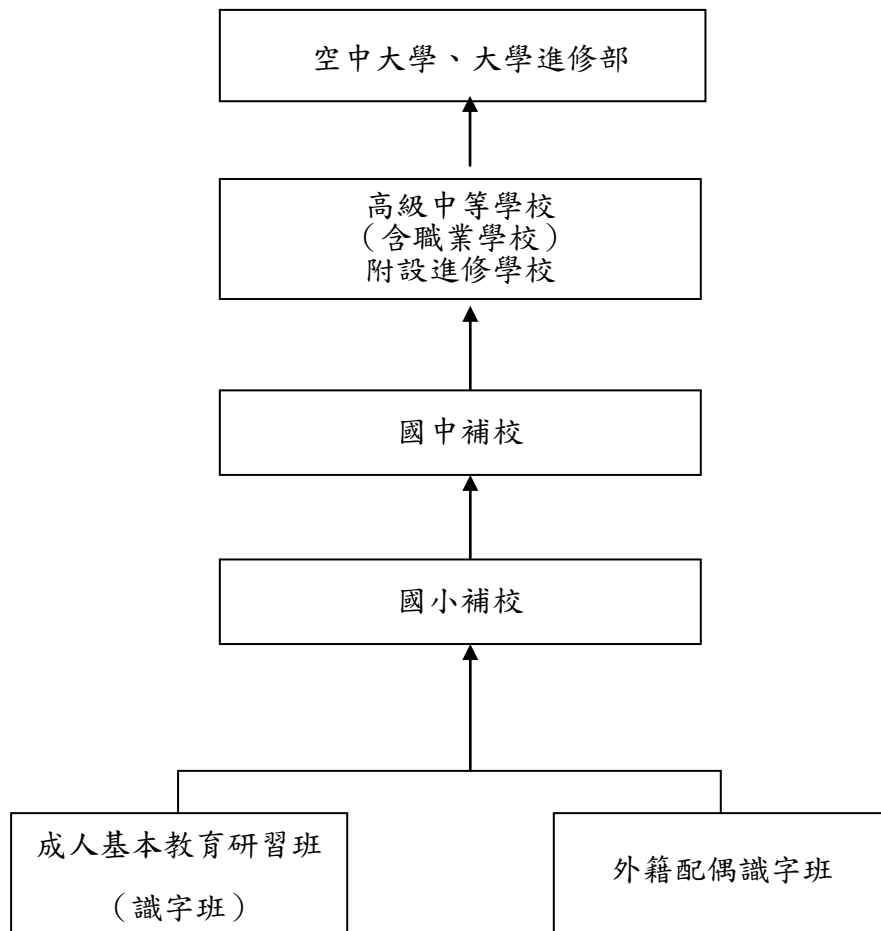 空中大學、大學進修部
高級中等學校
（含職業學校）
附設進修學校
國中補校
國小補校
成人基本教育研習班
（識字班）
外籍配偶識字班